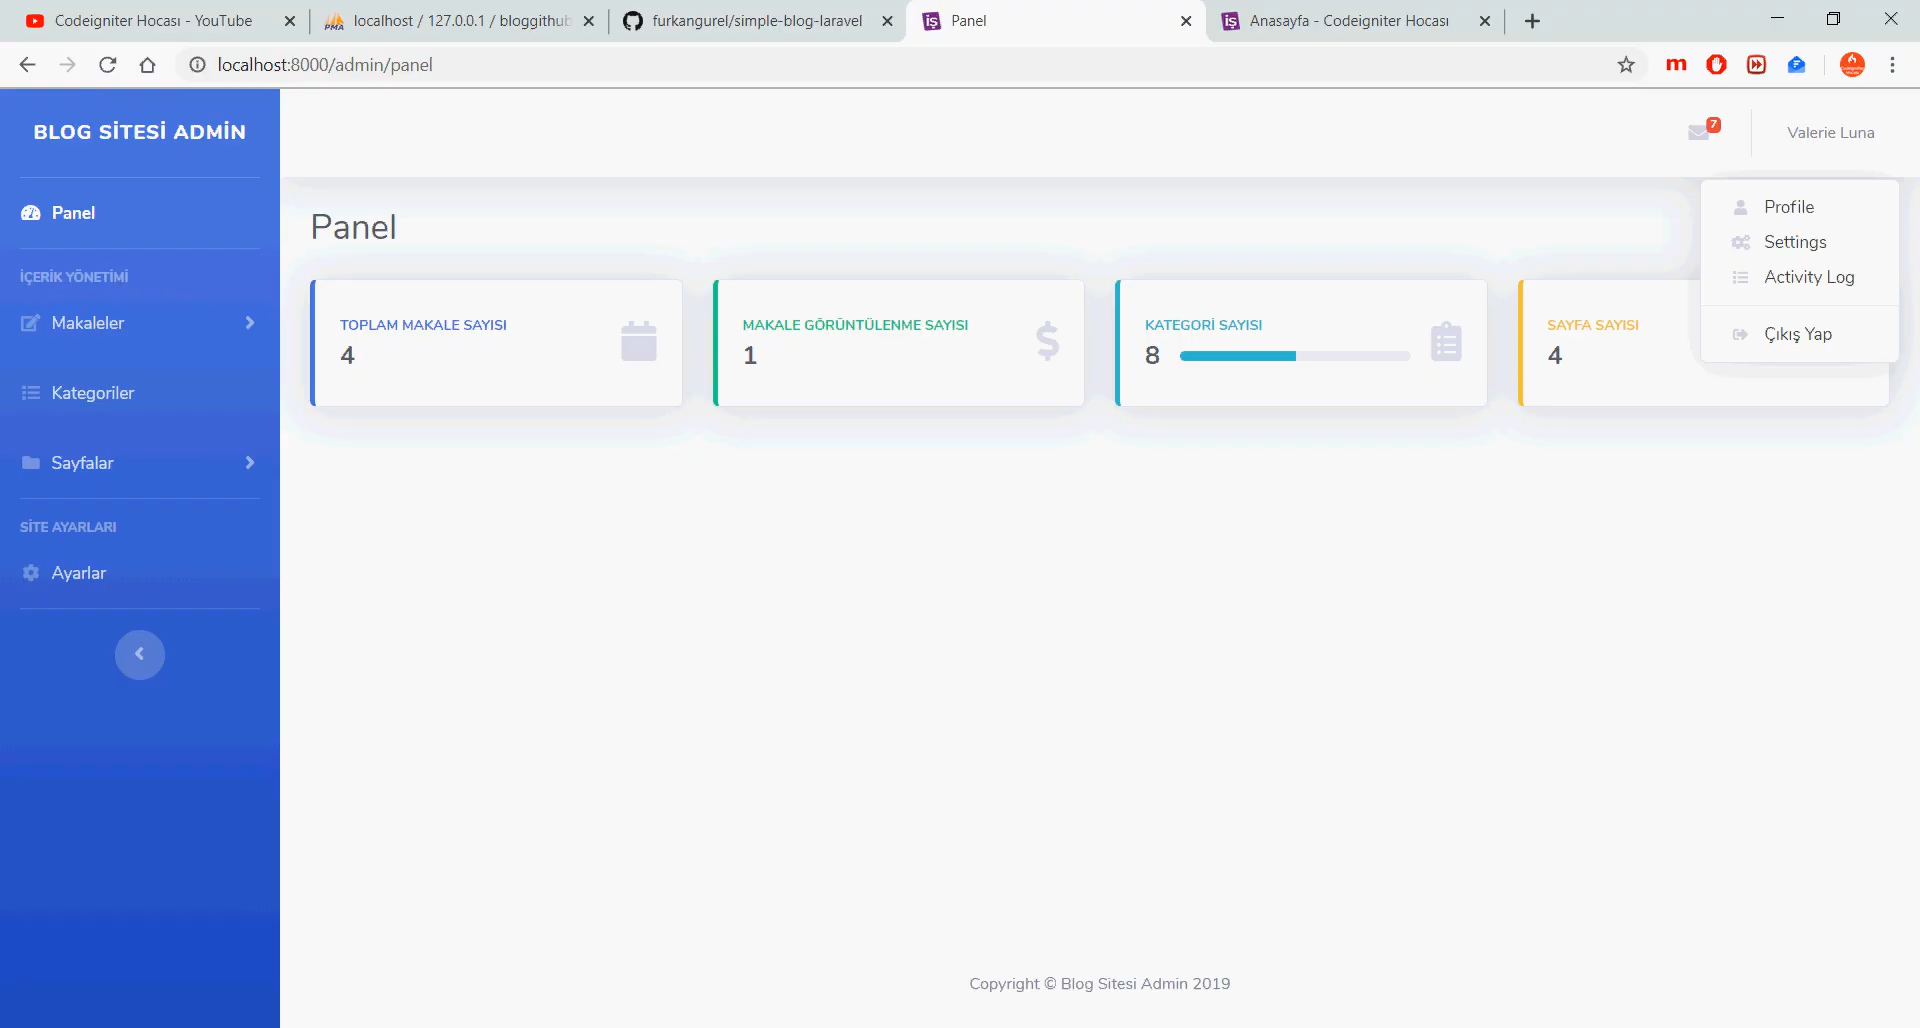 Codeigniter Hocası - YouTube
localhost / 127.0.0.1 / bloggithub
furkangurel/simple-blog-laravel
Panel
Anasayfa - Codeigniter Hocası
localhost:8000/admin/panel
BLOG SİTESİ ADMİN
7
Valerie Luna
Panel
İÇERİK YÖNETİMİ
Makaleler
Kategoriler
Sayfalar
SİTE AYARLARI
Ayarlar
Panel
TOPLAM MAKALE SAYISI
4
MAKALE GÖRÜNTÜLENME SAYISI
1
KATEGORİ SAYISI
8
SAYFA SAYISI
4
Profile
Settings
Activity Log
Çıkış Yap
Copyright © Blog Sitesi Admin 2019